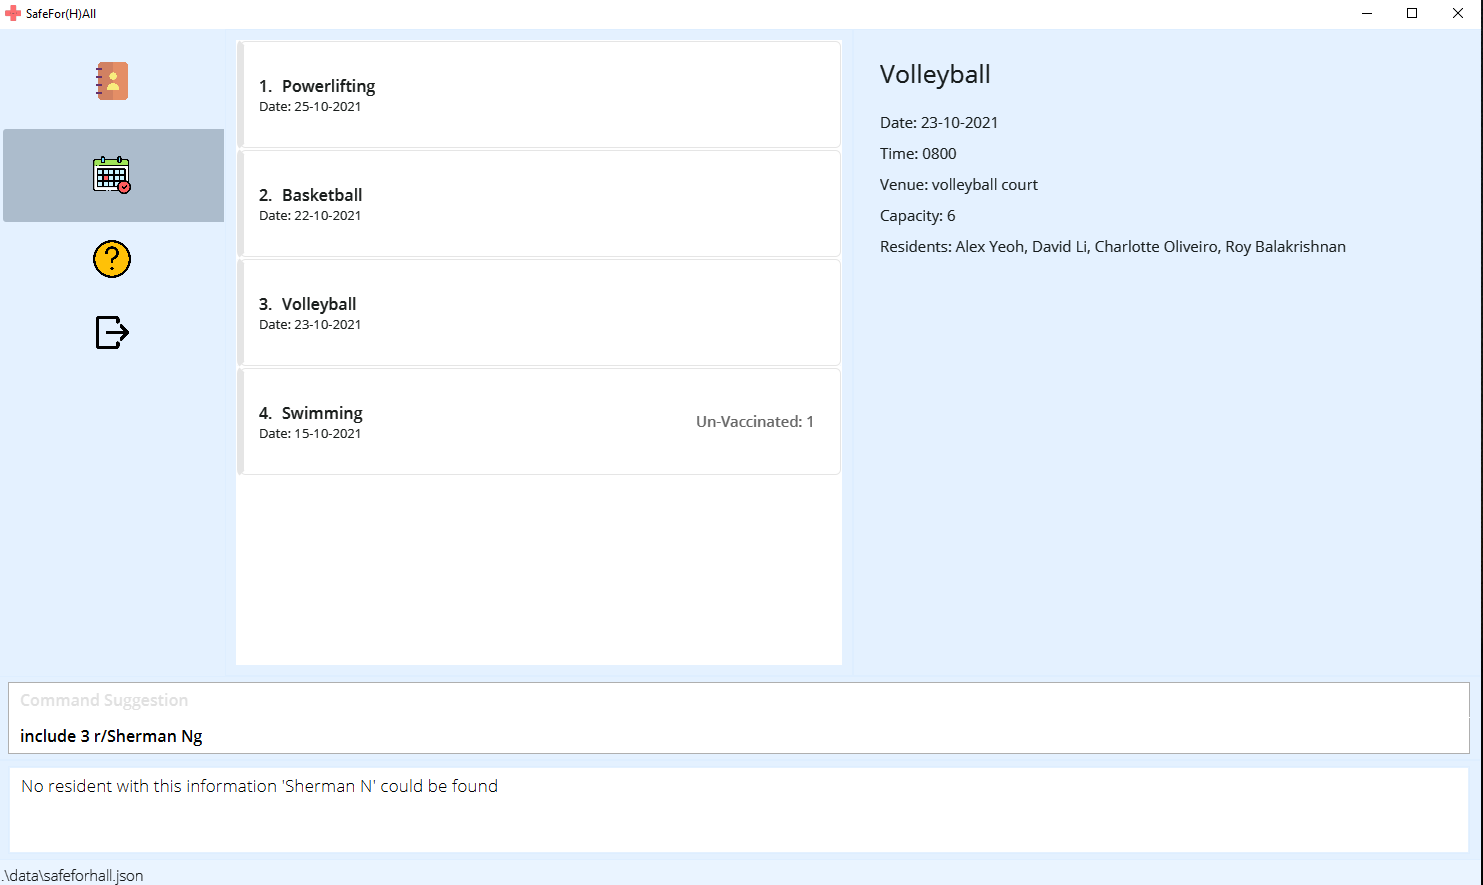 SafeFor(H)All
1. Powerlifting
Date: 25-10-2021
2. Basketball
Date: 22-10-2021
3. Volleyball
Date: 23-10-2021
4. Swimming
Date: 15-10-2021
Un-Vaccinated: 1
Volleyball
Date: 23-10-2021
Time: 0800
Venue: volleyball court
Capacity: 6
Residents: Alex Yeoh, David Li, Charlotte Oliveiro, Roy Balakrishnan
Command Suggestion
include 3 r/Sherman Ng
No resident with this information 'Sherman N' could be found
.\data\safeforhall.json